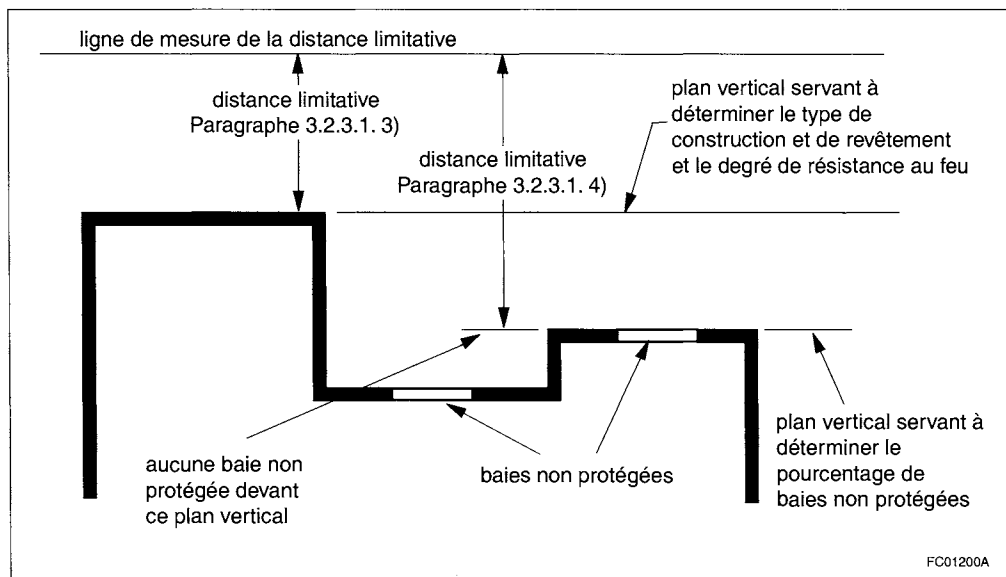 ligne de mesure de la distance limitative
distance limitative
Paragraphe 3.2.3.1. 3)
plan vertical servant à
déterminer le type de
construction et de revêtement
et le degré de résistance au feu
distance limitative
Paragraphe 3.2.3.1. 4)
aucune baie non
protégée devant
ce plan vertical
baies non protégées
plan vertical servant à
déterminer le
pourcentage de
baies non protégées
FC01200A